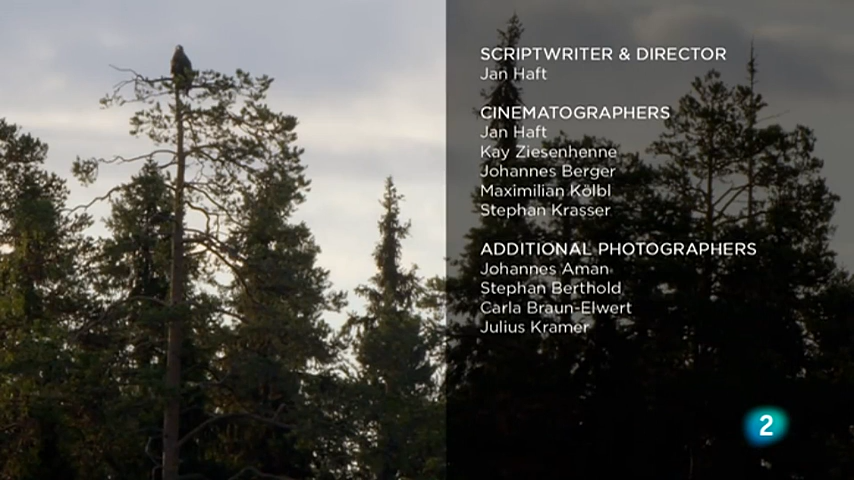 SCRIPTWRITER & DIRECTOR
Jan Haft
CINEMATOGRAPHERS
Jan Haft
Kay Ziesenhenne
Johannes Berger
Maximilian Kölbl
Stephan Krasser
ADDITIONAL PHOTOGRAPHERS
Johannes Aman
Stephan Berthold
Carla Braun-Elwert
Julius Kramer
2